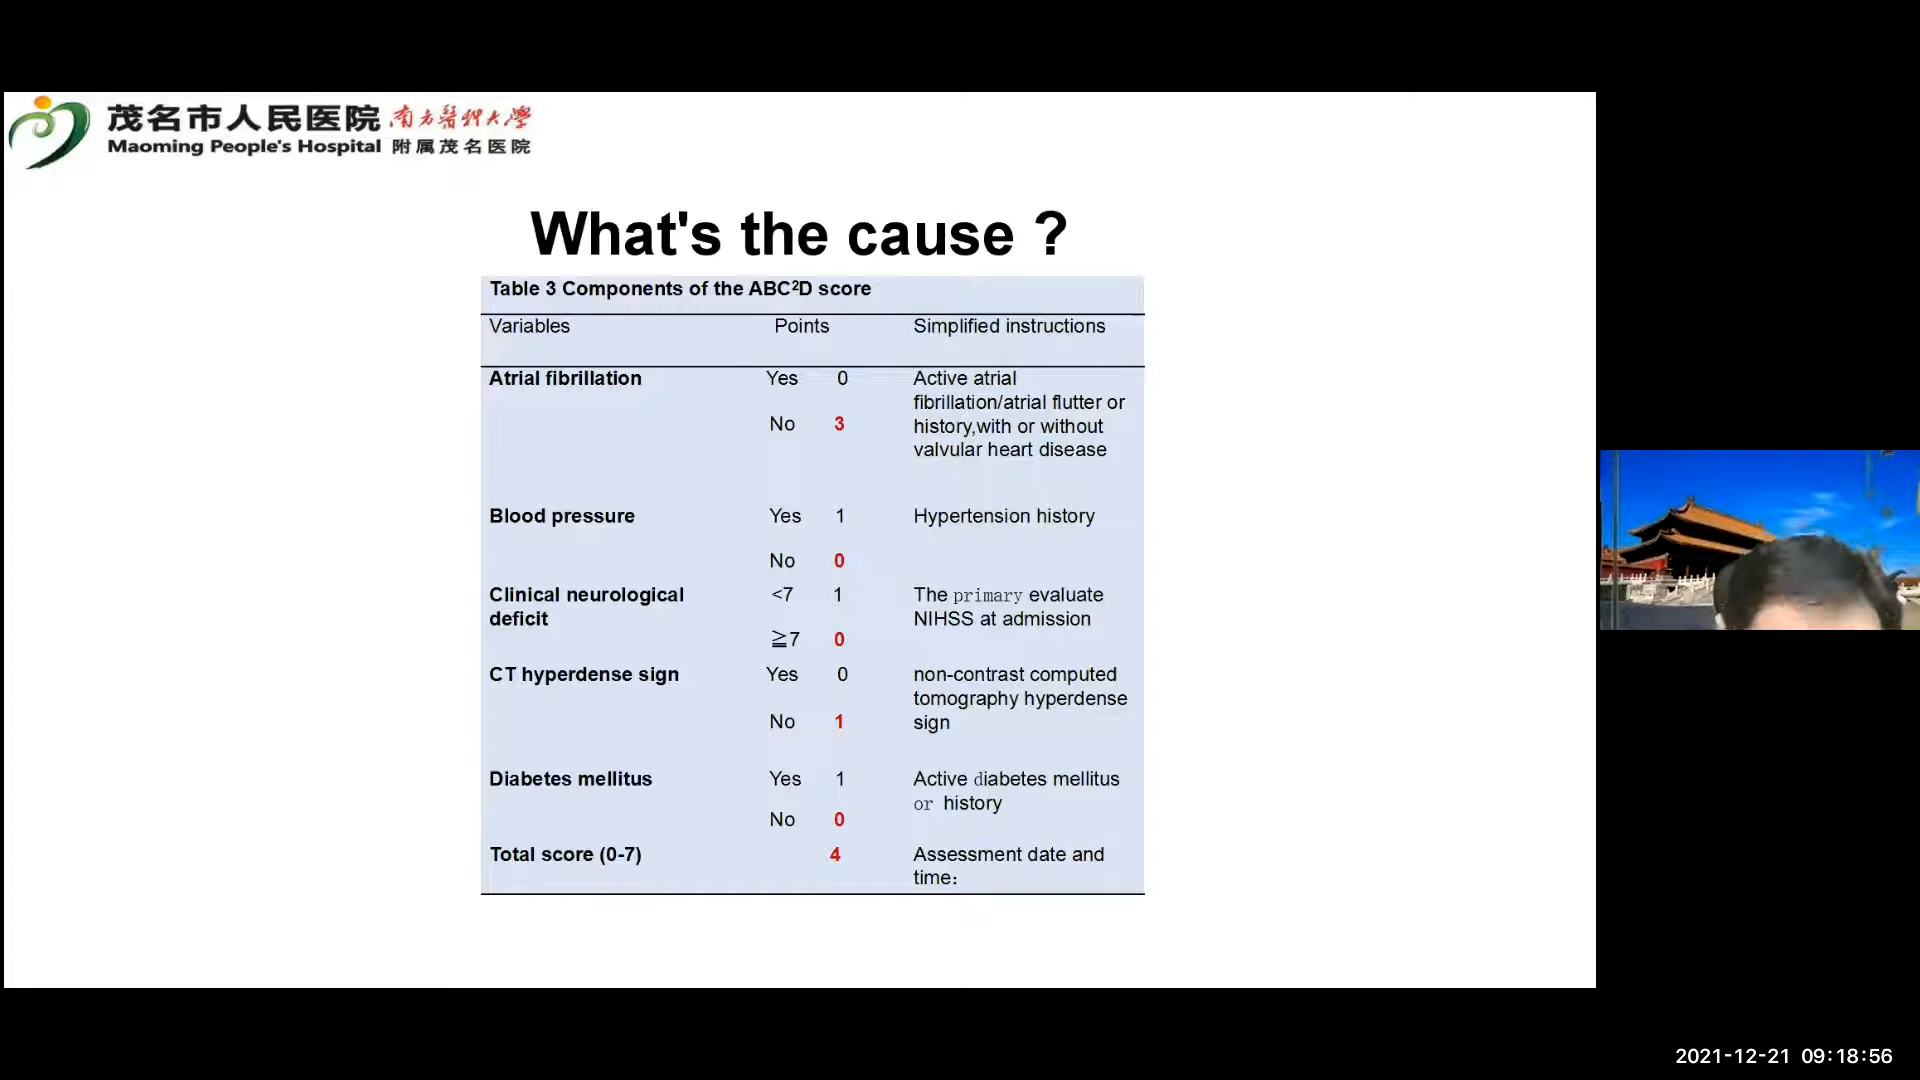 茂名市人民医院 南方醫科大學
Maoming People's Hospital 附属茂名医院
What's the cause ?
Table 3 Components of the ABC²D score
Variables Points Simplified instructions
Atrial fibrillation Yes 0 Active atrial
fibrillation/atrial flutter or
No 3 history,with or without
valvular heart disease
Blood pressure Yes 1 Hypertension history
No 0
Clinical neurological <7 1 The primary evaluate
deficit NIHSS at admission
≧7 0
CT hyperdense sign Yes 0 non-contrast computed
tomography hyperdense
No 1 sign
Diabetes mellitus Yes 1 Active diabetes mellitus
or history
No 0
Total score (0-7) 4 Assessment date and
time：
2021-12-21 09:18:56